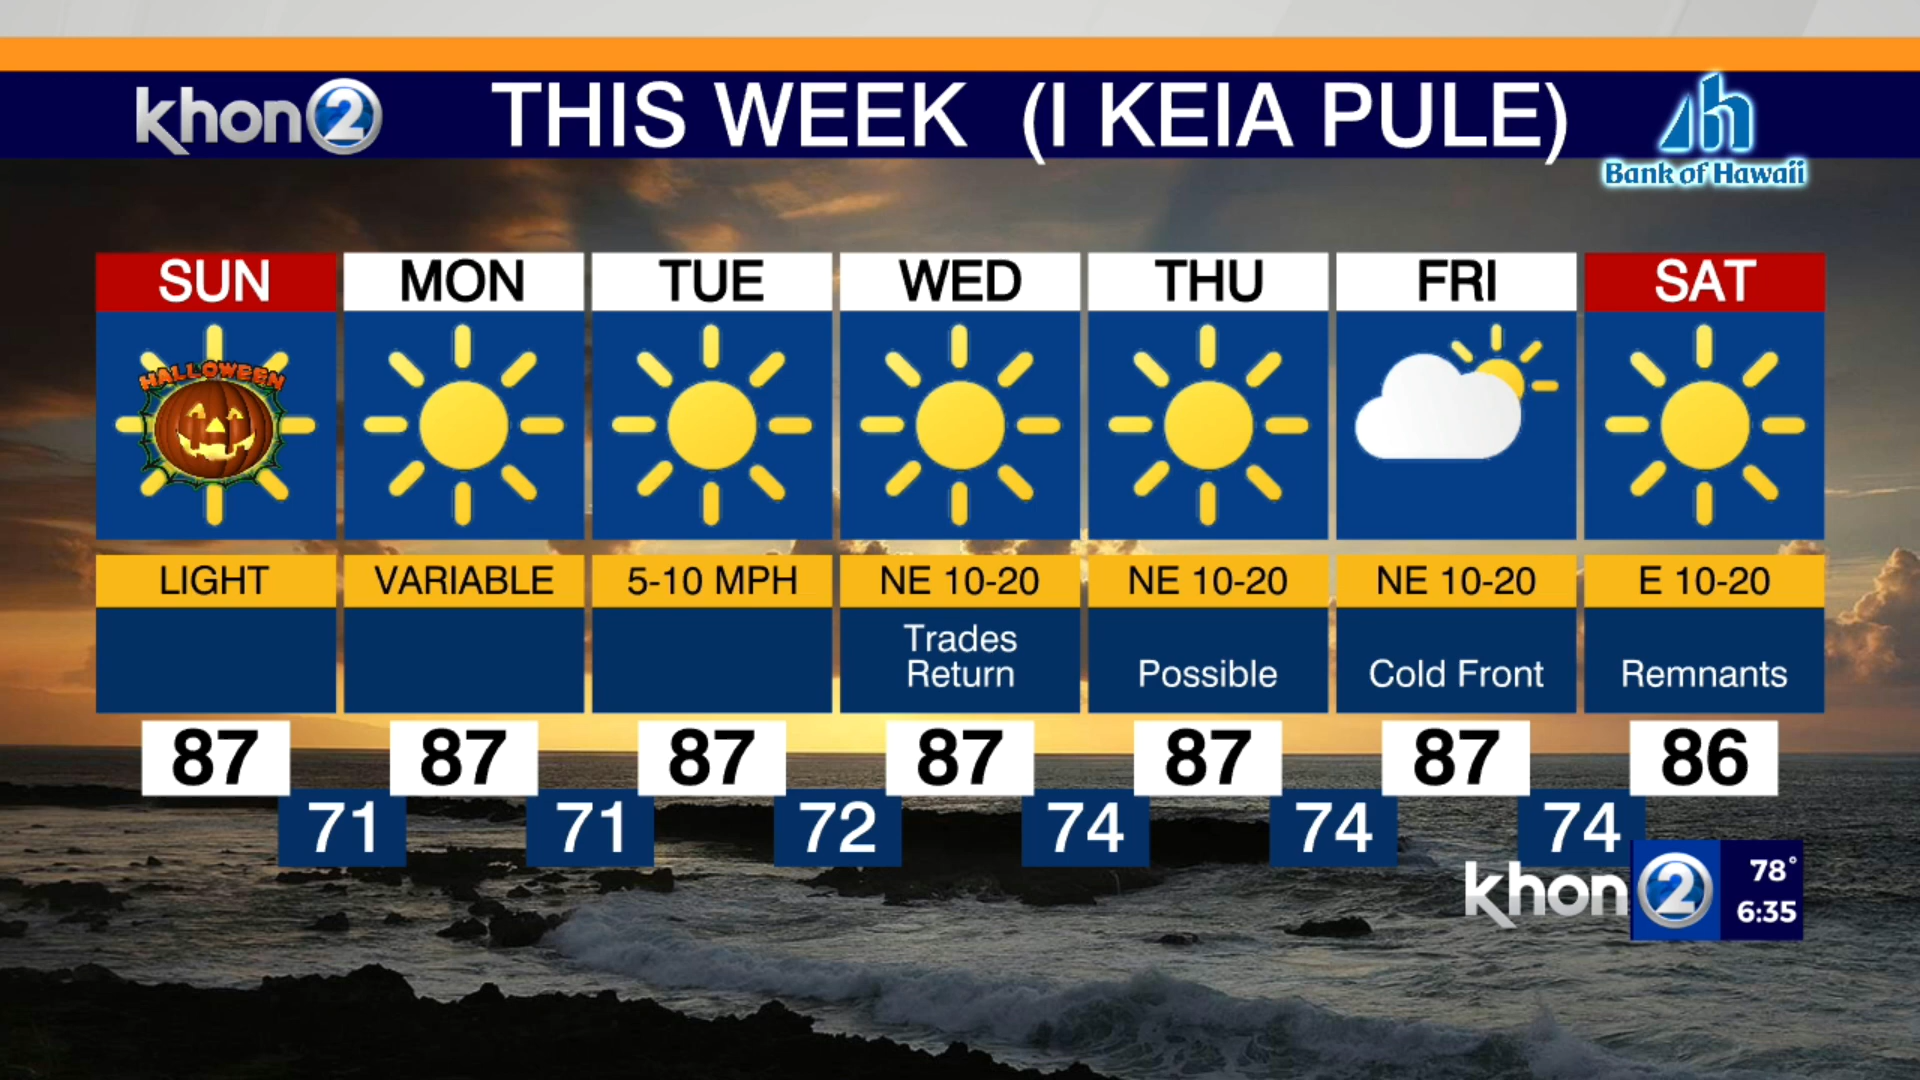 khon2
THIS WEEK (I KEIA PULE)
Bank of Hawaii
SUN MON TUE WED THU FRI SAT
HALLOWEEN
LIGHT VARIABLE 5-10 MPH NE 10-20 NE 10-20 NE 10-20 E 10-20
Trades
Return Possible Cold Front Remnants
87 87 87 87 87 87 86
71 71 72 74 74 74
khon2
78°
6:35